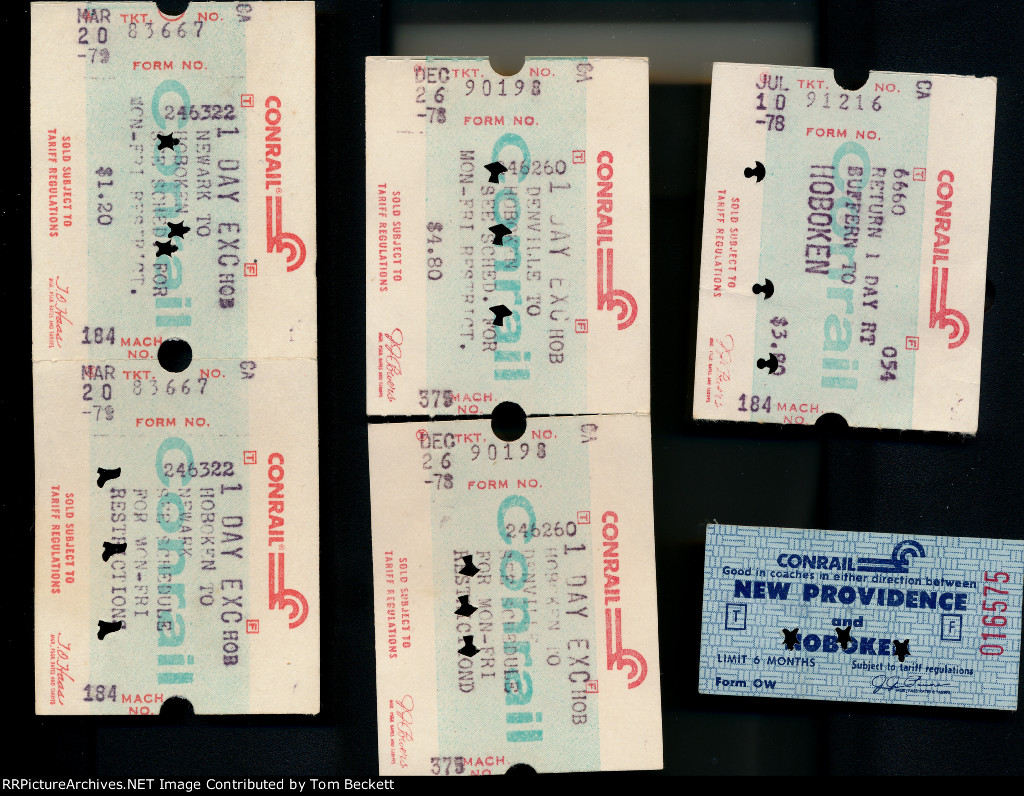 MAR TKT. NO. CA
20 83667
-79
FORM NO.
246322
CONRAIL®
1 DAY EXC HOB
NEWARK TO
HOBOKEN
SEE SCHED FOR
MON-FRI RESTRICT.
$1.20
SOLD SUBJECT TO
TARIFF REGULATIONS
184 MACH.
NO.
MAR TKT. NO. CA
20 83667
-79
FORM NO.
246322
CONRAIL®
1 DAY EXC HOB
HOBOKEN TO
NEWARK
SEE SCHEDULE
FOR MON-FRI
RESTRICTIONS
SOLD SUBJECT TO
TARIFF REGULATIONS
184 MACH.
NO.
DEC TKT. NO. CA
26 90198
-78
FORM NO.
46260
CONRAIL
1 DAY EXC HOB
DENVILLE TO
SEE SCHED. FOR
MON-FRI RESTRICT.
$4.80
SOLD SUBJECT TO
TARIFF REGULATIONS
375 MACH.
NO.
DEC TKT. NO. CA
26 90198
-78
FORM NO.
246260
CONRAIL
1 DAY EXC HOB
HOBOKEN TO
DENVILLE
SEE SCHEDULE
FOR MON-FRI
SOLD SUBJECT TO
TARIFF REGULATIONS
375 MACH.
NO.
JUL TKT. NO. CA
10 91216
-78
FORM NO.
CONRAIL
6660 054
RETURN 1 DAY RT
SUFFERN TO
HOBOKEN
SOLD SUBJECT TO
TARIFF REGULATIONS
184 MACH.
NO.
CONRAIL
Good in coaches in either direction between
NEW PROVIDENCE
and
HOBOKEN
T F
016575
LIMIT 6 MONTHS Subject to tariff regulations
Form OW
RRPictureArchives.NET Image Contributed by Tom Beckett